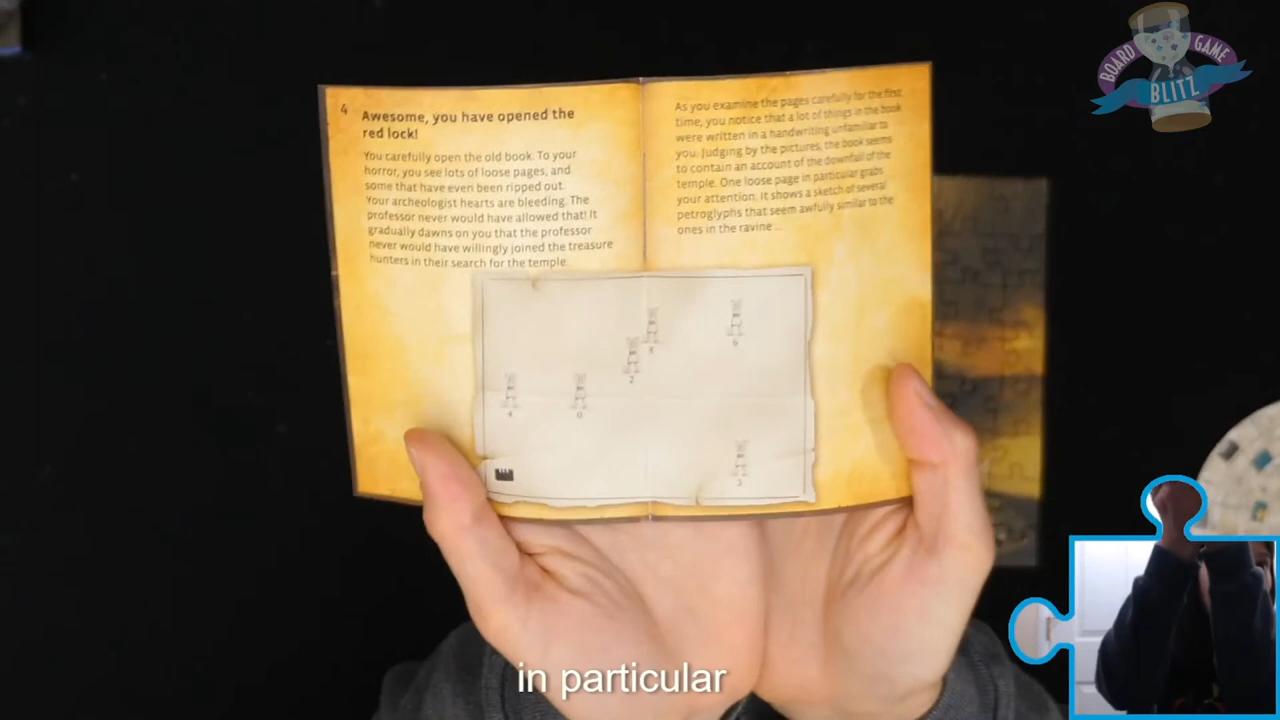 BOARD GAME
BLITZ
4
Awesome, you have opened the
red lock!
You carefully open the old book. To your
horror, you see lots of loose pages, and
some that have even been ripped out.
Your archeologist hearts are bleeding. The
professor never would have allowed that! It
gradually dawns on you that the professor
never would have willingly joined the treasure
hunters in their search for the temple.
As you examine the pages carefully for the first
time, you notice that a lot of things in the book
were written in a handwriting unfamiliar to
you. Judging by the pictures, the book seems
to contain an account of the downfall of the
temple. One loose page in particular grabs
your attention: It shows a sketch of several
petroglyphs that seem awfully similar to the
ones in the ravine ...
6
2
4
0
3
in particular